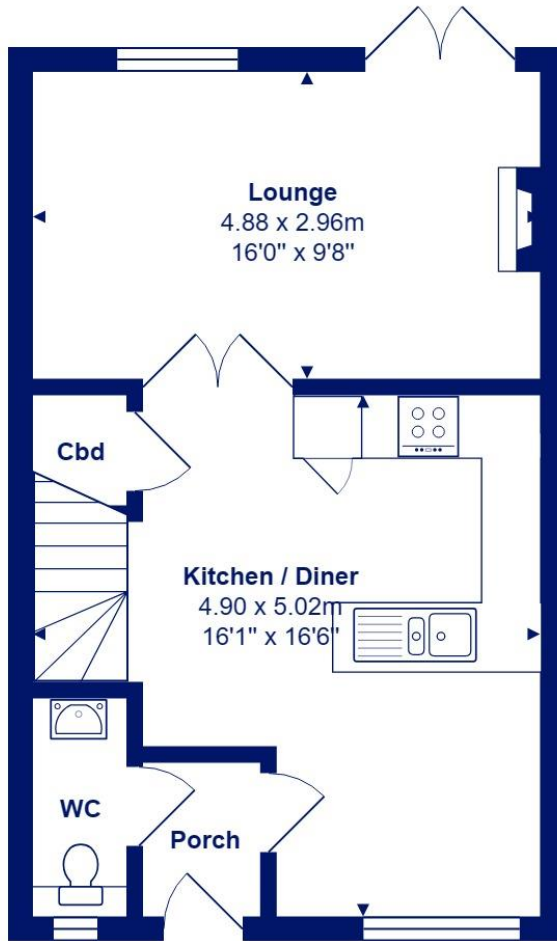 Lounge
4.88 x 2.96m
16'0" x 9'8"
Cbd
Kitchen / Diner
4.90 x 5.02m
16'1" x 16'6"
WC
Porch